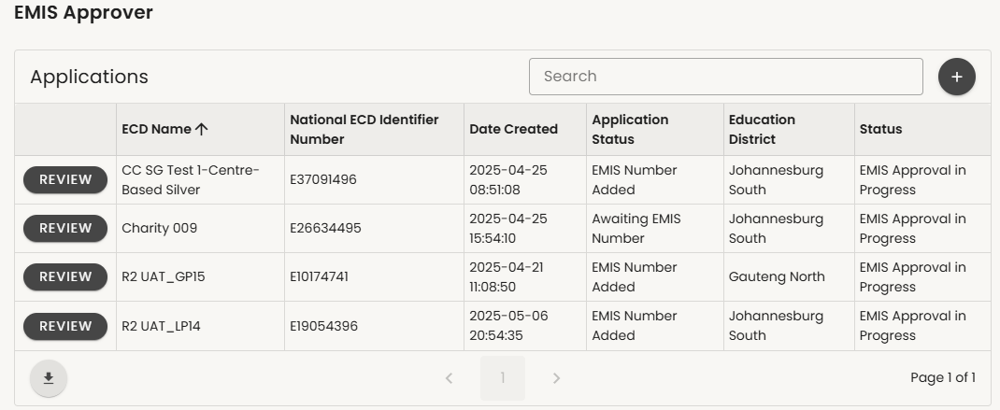 EMIS Approver
Applications
Search
ECD Name
National ECD Identifier
Number
Date Created
Application
Status
Education
District
Status
REVIEW
CC SG Test 1-Centre-
Based Silver
E37091496
2025-04-25
08:51:08
EMIS Number
Added
Johannesburg
South
EMIS Approval in
Progress
REVIEW
Charity 009
E26634495
2025-04-25
15:54:10
Awaiting EMIS
Number
Johannesburg
South
EMIS Approval in
Progress
REVIEW
R2 UAT_GP15
E10174741
2025-04-21
11:08:50
EMIS Number
Added
Gauteng North
EMIS Approval in
Progress
REVIEW
R2 UAT_LP14
E19054396
2025-05-06
20:54:35
EMIS Number
Added
Johannesburg
South
EMIS Approval in
Progress
1
Page 1 of 1